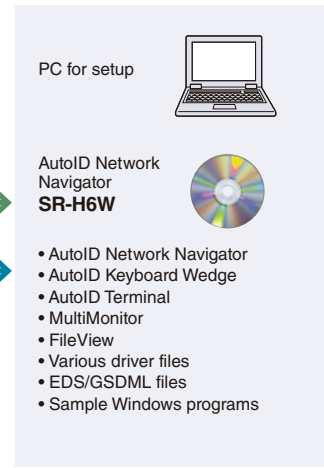 PC for setup
AutoID Network
Navigator
SR-H6W
• AutoID Network Navigator
• AutoID Keyboard Wedge
• AutoID Terminal
• MultiMonitor
• FileView
• Various driver files
• EDS/GSDML files
• Sample Windows programs